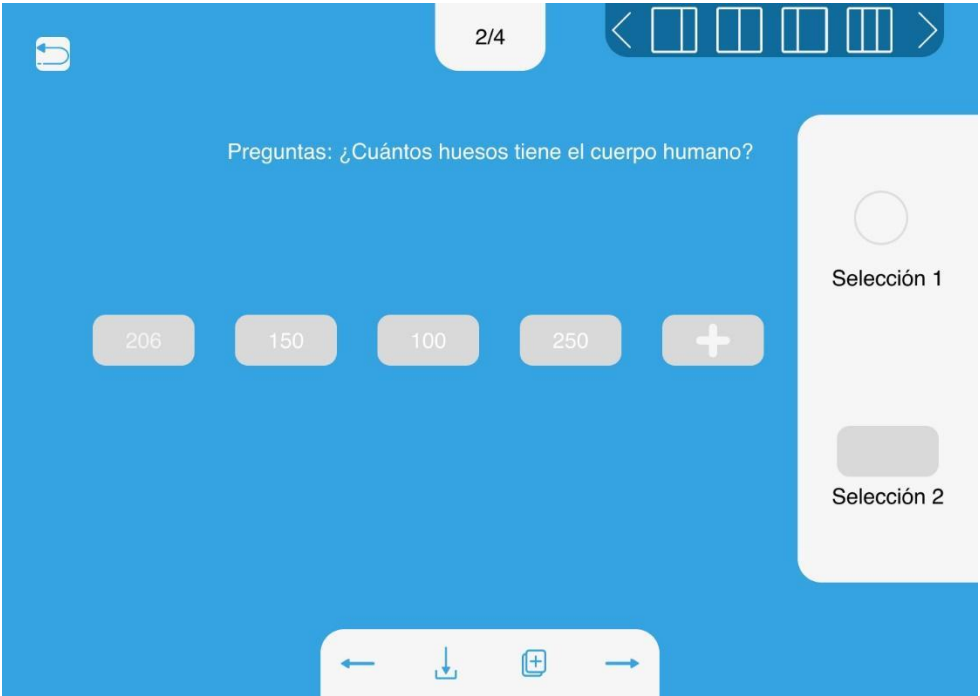 2/4
Preguntas: ¿Cuántos huesos tiene el cuerpo humano?
206 150 100 250
Selección 1
Selección 2